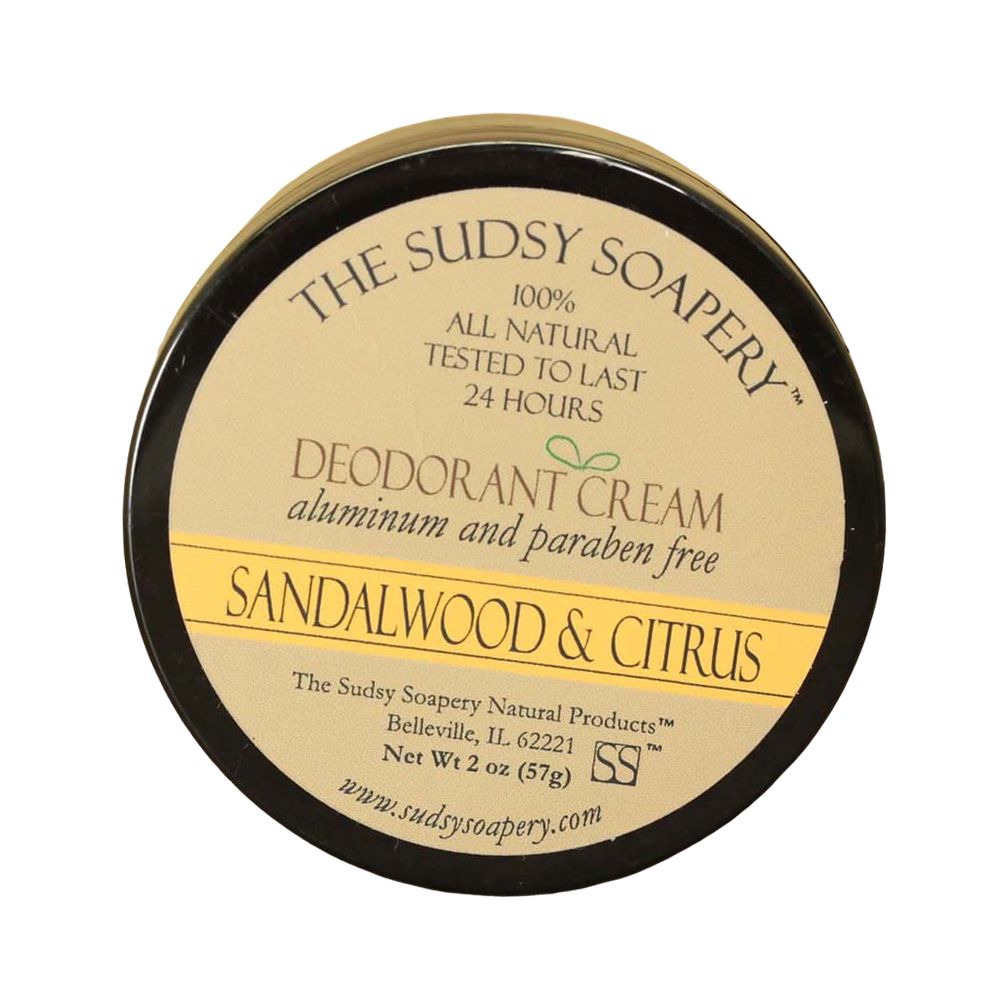 THE SUDSY SOAPERY™
100%
ALL NATURAL
TESTED TO LAST
24 HOURS
DEODORANT CREAM
aluminum and paraben free
SANDALWOOD & CITRUS
The Sudsy Soapery Natural Products™
Belleville, IL 62221
Net Wt 2 oz (57g)
SS™
www.sudsysoapery.com